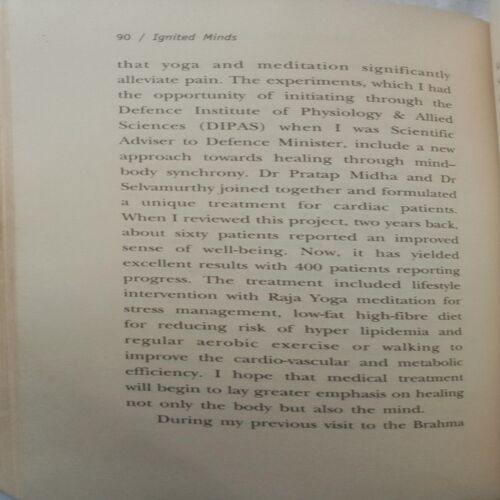 90 / Ignited Minds
that yoga and meditation significantly
alleviate pain. The experiments, which I had
the opportunity of initiating through the
Defence Institute of Physiology & Allied
Sciences (DIPAS) when I was Scientific
Adviser to Defence Minister, include a new
approach towards healing through mind–
body synchrony. Dr Pratap Midha and Dr
Selvamurthy joined together and formulated
a unique treatment for cardiac patients.
When I reviewed this project, two years back,
about sixty patients reported an improved
sense of well-being. Now, it has yielded
excellent results with 400 patients reporting
progress. The treatment included lifestyle
intervention with Raja Yoga meditation for
stress management, low-fat high-fibre diet
for reducing risk of hyper lipidemia and
regular aerobic exercise or walking to
improve the cardio-vascular and metabolic
efficiency. I hope that medical treatment
will begin to lay greater emphasis on healing
not only the body but also the mind.
During my previous visit to the Brahma